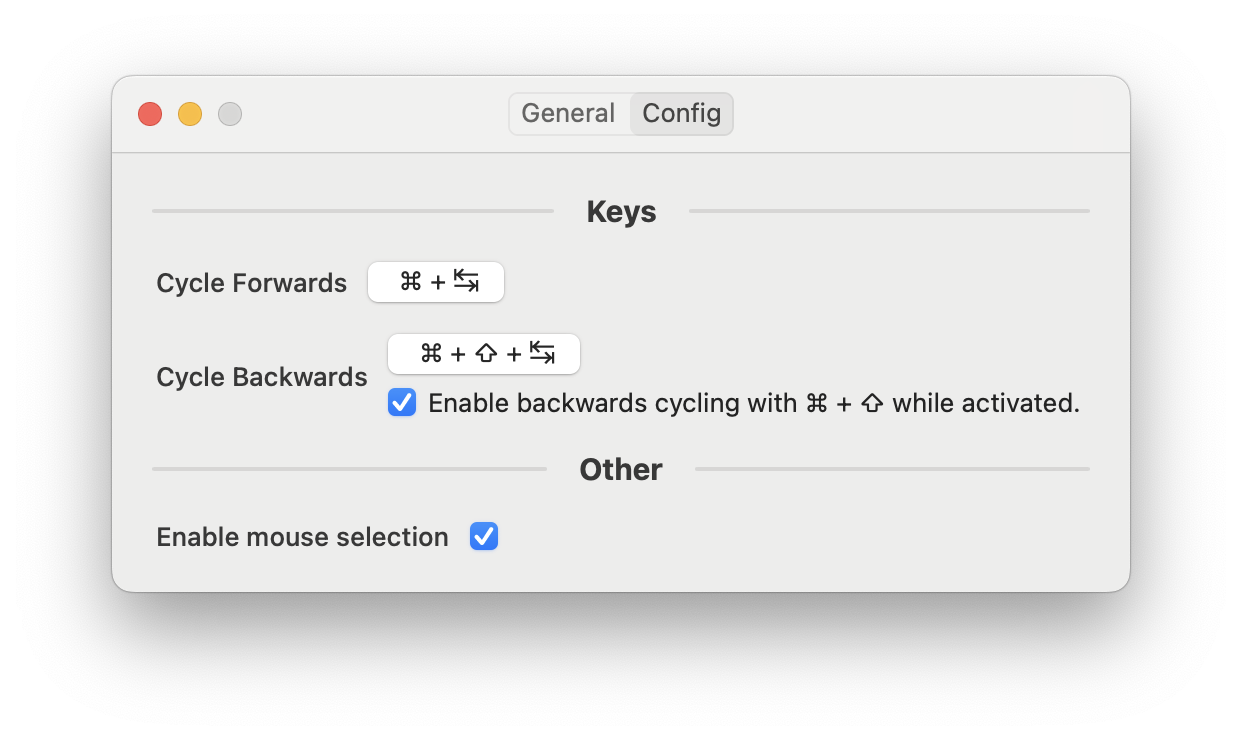 General Config
Keys
Cycle Forwards ⌘ + ↹
Cycle Backwards ⌘ + ⇧ + ↹
Enable backwards cycling with ⌘ + ⇧ while activated.
Other
Enable mouse selection